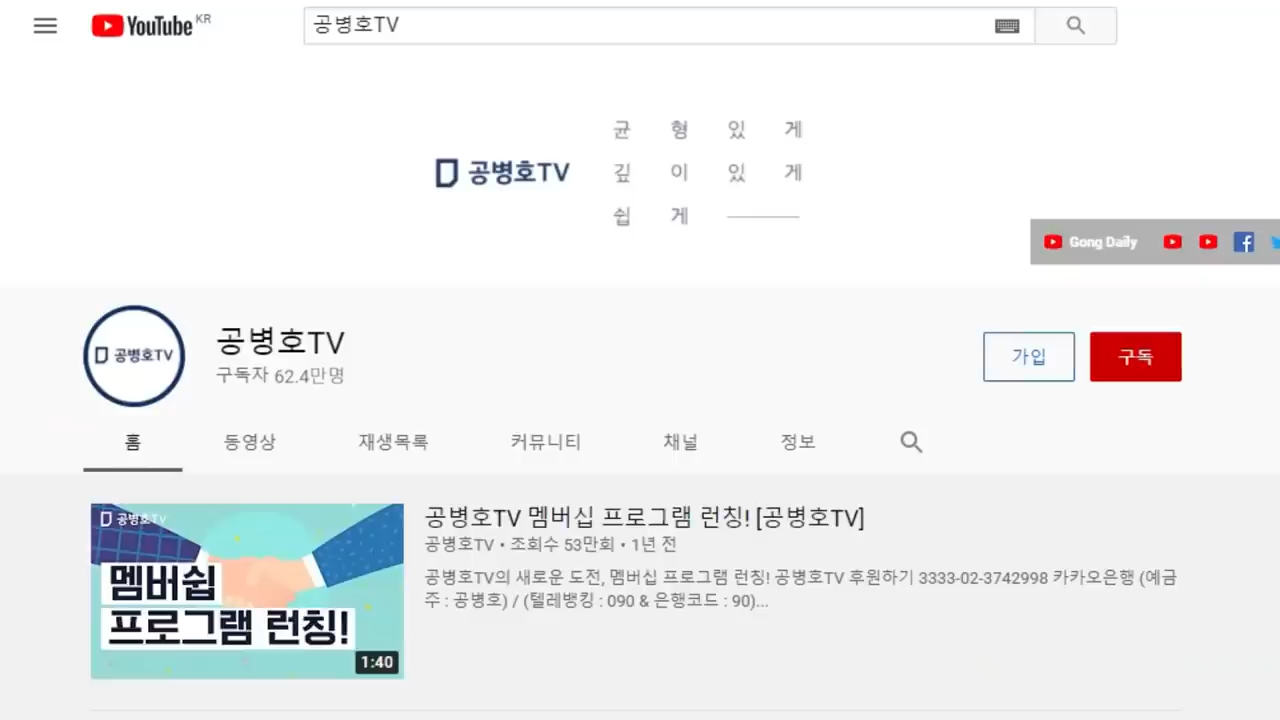 YouTube KR
공병호TV
공병호TV
균 형 있 게
깊 이 있 게
쉽 게
Gong Daily
공병호TV
공병호TV
구독자 62.4만명
가입
구독
홈 동영상 재생목록 커뮤니티 채널 정보
공병호TV
멤버쉽
프로그램 런칭!
1:40
공병호TV 멤버십 프로그램 런칭! [공병호TV]
공병호TV • 조회수 53만회 • 1년 전
공병호TV의 새로운 도전, 멤버십 프로그램 런칭! 공병호TV 후원하기 3333-02-3742998 카카오은행 (예금
주 : 공병호) / (텔레뱅킹 : 090 & 은행코드 : 90)...